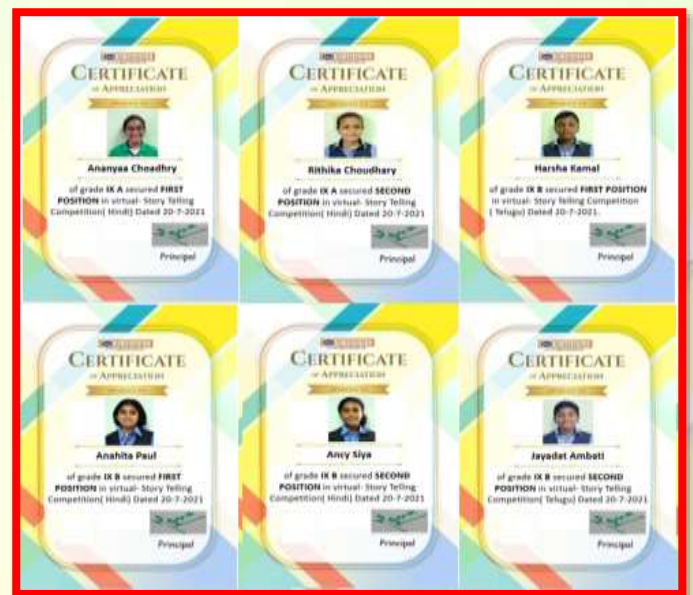 CERTIFICATE
OF APPRECIATION
Ananyaa Choadhry
of grade IX A secured FIRST
POSITION in virtual- Story Telling
Competition( Hindi) Dated 20-7-2021
Principal
CERTIFICATE
OF APPRECIATION
Rithika Choudhary
of grade IX A secured SECOND
POSITION in virtual- Story Telling
Competition( Hindi) Dated 20-7-2021
Principal
CERTIFICATE
OF APPRECIATION
Harsha Kamal
of grade IX B secured FIRST POSITION
in virtual- Story Telling Competition
( Telugu) Dated 20-7-2021.
Principal
CERTIFICATE
OF APPRECIATION
Anahita Paul
of grade IX B secured FIRST
POSITION in virtual- Story Telling
Competition( Hindi) Dated 20-7-2021
Principal
CERTIFICATE
OF APPRECIATION
Ancy Siya
of grade IX B secured SECOND
POSITION in virtual- Story Telling
Competition( Hindi) Dated 20-7-2021
Principal
CERTIFICATE
OF APPRECIATION
Jayadat Ambati
of grade IX B secured SECOND
POSITION in virtual- Story Telling
Competition( Telugu) Dated 20-7-2021
Principal